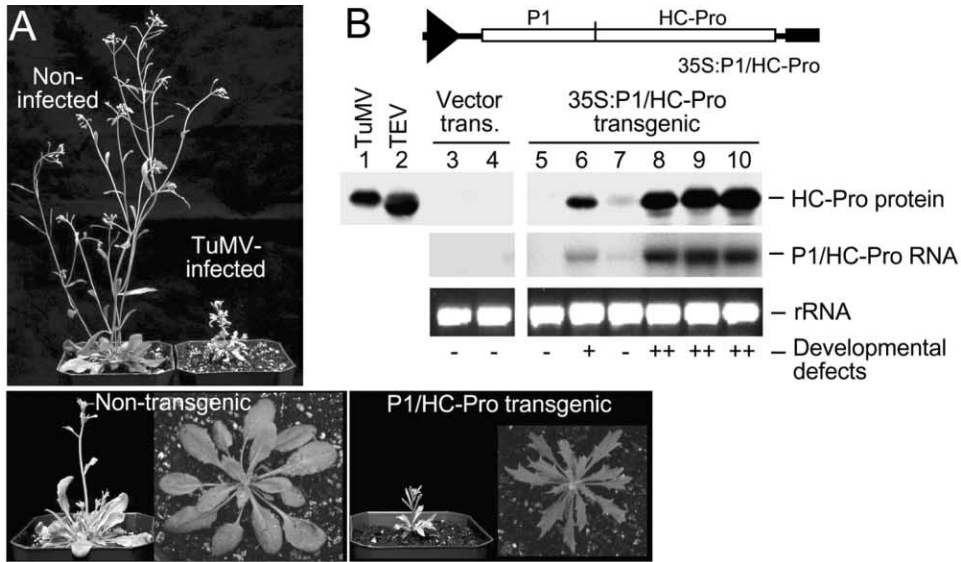 A
Non-
infected
TuMV-
infected
B
P1 HC-Pro
35S:P1/HC-Pro
TuMV
TEV
Vector
trans.
35S:P1/HC-Pro
transgenic
1 2 3 4 5 6 7 8 9 10
– HC-Pro protein
– P1/HC-Pro RNA
– rRNA
- - - + - ++ ++ ++ – Developmental
defects
Non-transgenic
P1/HC-Pro transgenic